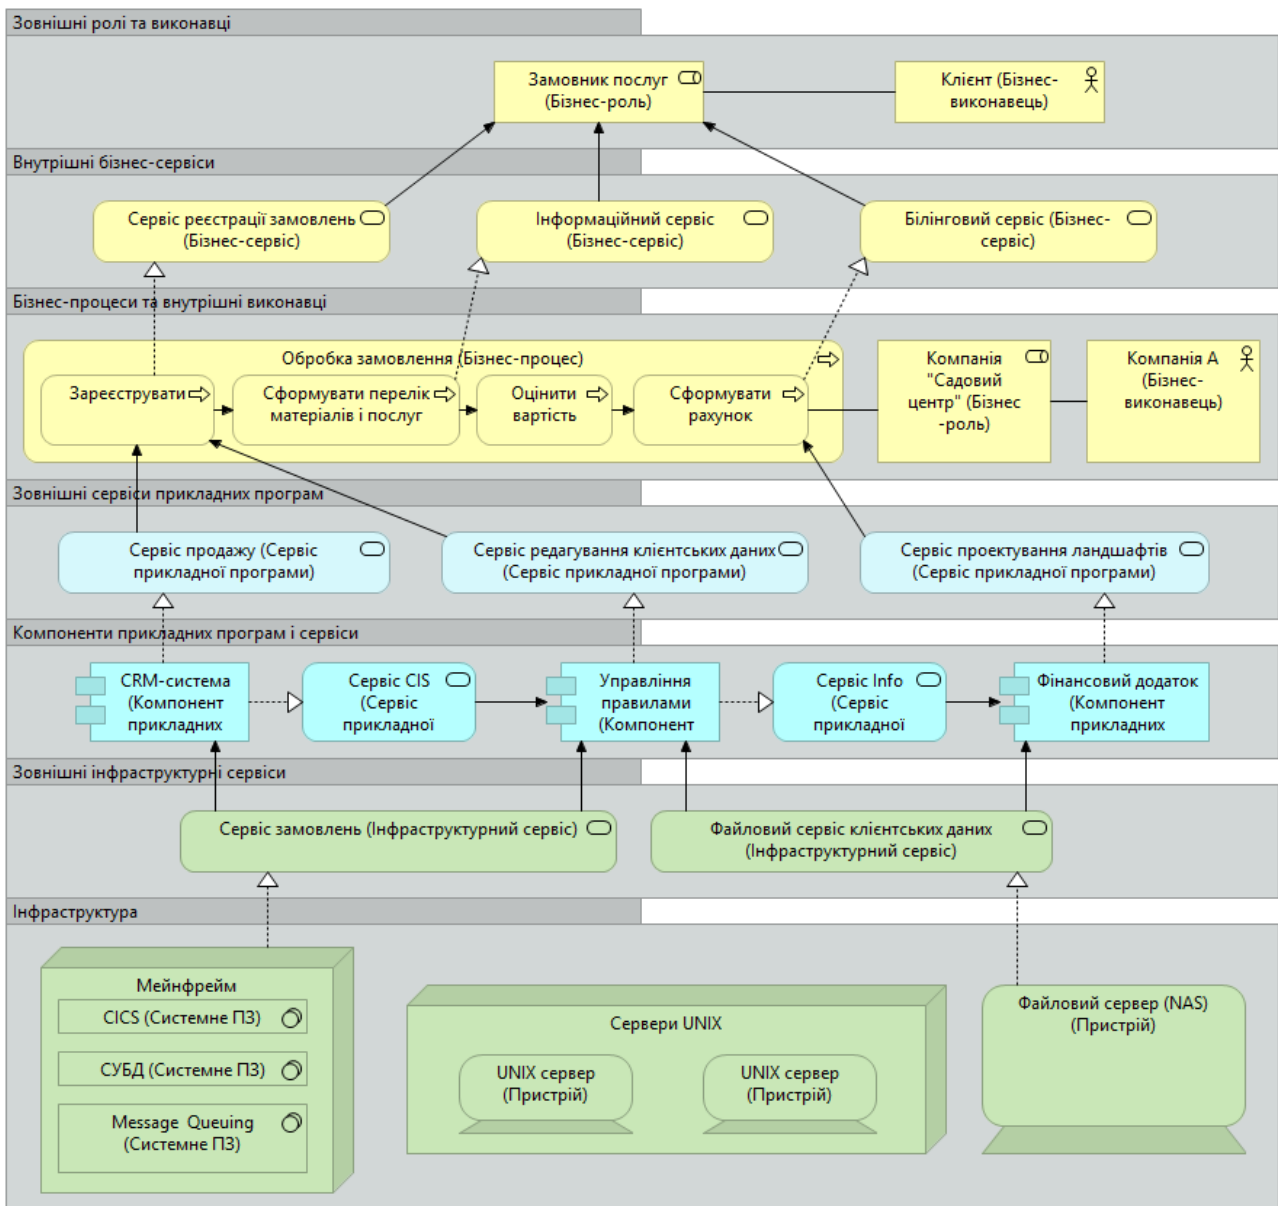 Зовнішні ролі та виконавці
Замовник послуг
(Бізнес-роль)
Клієнт (Бізнес-
виконавець)
Внутрішні бізнес-сервіси
Сервіс реєстрації замовлень
(Бізнес-сервіс)
Інформаційний сервіс
(Бізнес-сервіс)
Білінговий сервіс (Бізнес-
сервіс)
Бізнес-процеси та внутрішні виконавці
Обробка замовлення (Бізнес-процес)
Зареєструвати
Сформувати перелік
матеріалів і послуг
Оцінити
вартість
Сформувати
рахунок
Компанія
"Садовий
центр" (Бізнес
-роль)
Компанія А
(Бізнес-
виконавець)
Зовнішні сервіси прикладних програм
Сервіс продажу (Сервіс
прикладної програми)
Сервіс редагування клієнтських даних
(Сервіс прикладної програми)
Сервіс проектування ландшафтів
(Сервіс прикладної програми)
Компоненти прикладних програм і сервіси
CRM-система
(Компонент
прикладних
Сервіс CIS
(Сервіс
прикладної
Управління
правилами
(Компонент
Сервіс Info
(Сервіс
прикладної
Фінансовий додаток
(Компонент
прикладних
Зовнішні інфраструктурні сервіси
Сервіс замовлень (Інфраструктурний сервіс)
Файловий сервіс клієнтських даних
(Інфраструктурний сервіс)
Інфраструктура
Мейнфрейм
CICS (Системне ПЗ)
СУБД (Системне ПЗ)
Message Queuing
(Системне ПЗ)
Сервери UNIX
UNIX сервер
(Пристрій)
UNIX сервер
(Пристрій)
Файловий сервер (NAS)
(Пристрій)